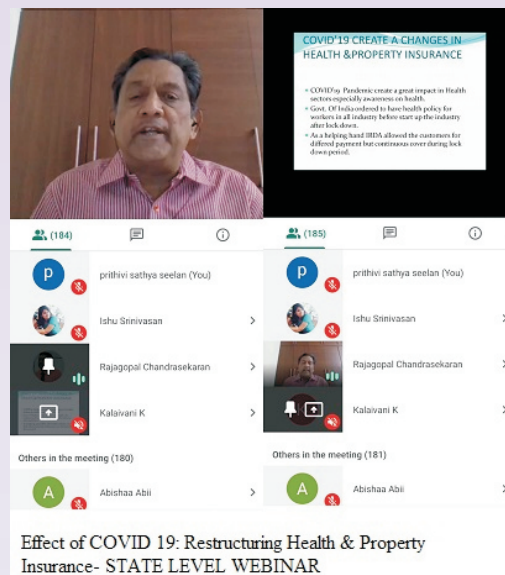 COVID'19 CREATE A CHANGES IN
HEALTH &PROPERTY INSURANCE
COVID'19 Pandemic create a great impact in Health
sectors especially awareness on health.
Govt. Of India ordered to have health policy for
workers in all industry before start up the industry
after lock down.
As a helping hand IRDA allowed the customers for
differed payment but continuous cover during lock
down period.
(184)
p
prithivi sathya seelan (You)
Ishu Srinivasan
Rajagopal Chandrasekaran
Kalaivani K
Others in the meeting (180)
A
Abishaa Abii
(185)
p
prithivi sathya seelan (You)
Ishu Srinivasan
Rajagopal Chandrasekaran
Kalaivani K
Others in the meeting (181)
A
Abishaa Abii
Effect of COVID 19: Restructuring Health & Property
Insurance- STATE LEVEL WEBINAR